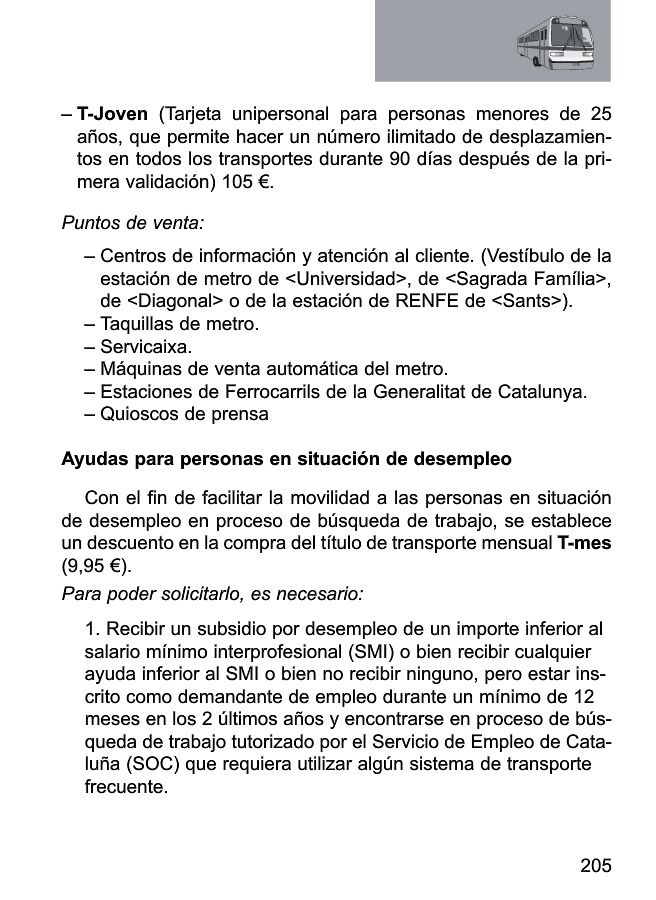 – T-Joven (Tarjeta unipersonal para personas menores de 25
años, que permite hacer un número ilimitado de desplazamien-
tos en todos los transportes durante 90 días después de la pri-
mera validación) 105 €.
Puntos de venta:
– Centros de información y atención al cliente. (Vestíbulo de la
estación de metro de <Universidad>, de <Sagrada Família>,
de <Diagonal> o de la estación de RENFE de <Sants>).
– Taquillas de metro.
– Servicaixa.
– Máquinas de venta automática del metro.
– Estaciones de Ferrocarrils de la Generalitat de Catalunya.
– Quioscos de prensa
Ayudas para personas en situación de desempleo
Con el fin de facilitar la movilidad a las personas en situación
de desempleo en proceso de búsqueda de trabajo, se establece
un descuento en la compra del título de transporte mensual T-mes
(9,95 €).
Para poder solicitarlo, es necesario:
1. Recibir un subsidio por desempleo de un importe inferior al
salario mínimo interprofesional (SMI) o bien recibir cualquier
ayuda inferior al SMI o bien no recibir ninguno, pero estar ins-
crito como demandante de empleo durante un mínimo de 12
meses en los 2 últimos años y encontrarse en proceso de bús-
queda de trabajo tutorizado por el Servicio de Empleo de Cata-
luña (SOC) que requiera utilizar algún sistema de transporte
frecuente.
205